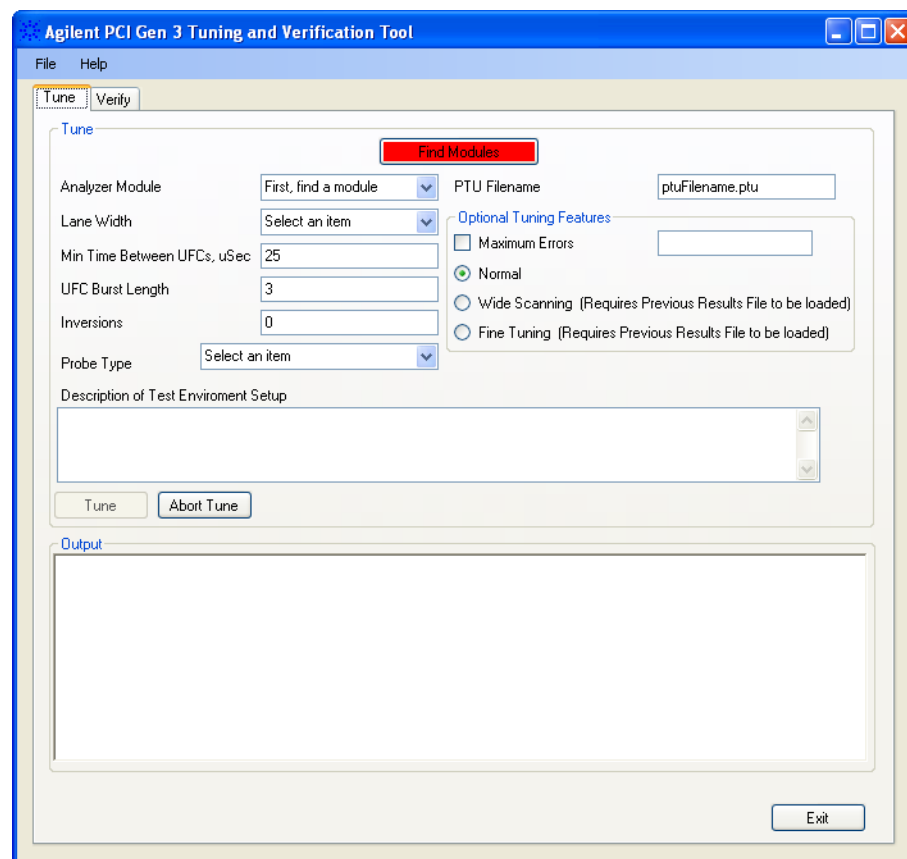 Agilent PCI Gen 3 Tuning and Verification Tool
File Help
Tune Verify
Tune
Find Modules
Analyzer Module First, find a module PTU Filename ptuFilename.ptu
Lane Width Select an item Optional Tuning Features
Maximum Errors
Min Time Between UFCs, uSec 25
Normal
UFC Burst Length 3
Wide Scanning (Requires Previous Results File to be loaded)
Inversions 0
Fine Tuning (Requires Previous Results File to be loaded)
Probe Type Select an item
Description of Test Enviroment Setup
Tune Abort Tune
Output
Exit